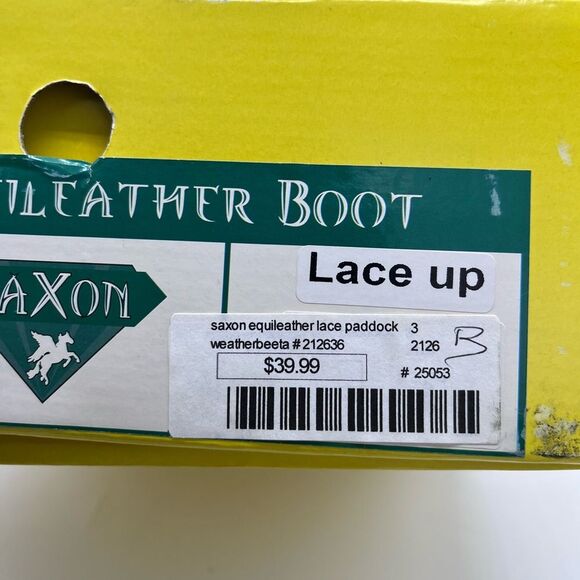 ILEATHER BOOT
AXON
Lace up
saxon equileather lace paddock 3
weatherbeeta # 212636 2126
B
$39.99
# 25053